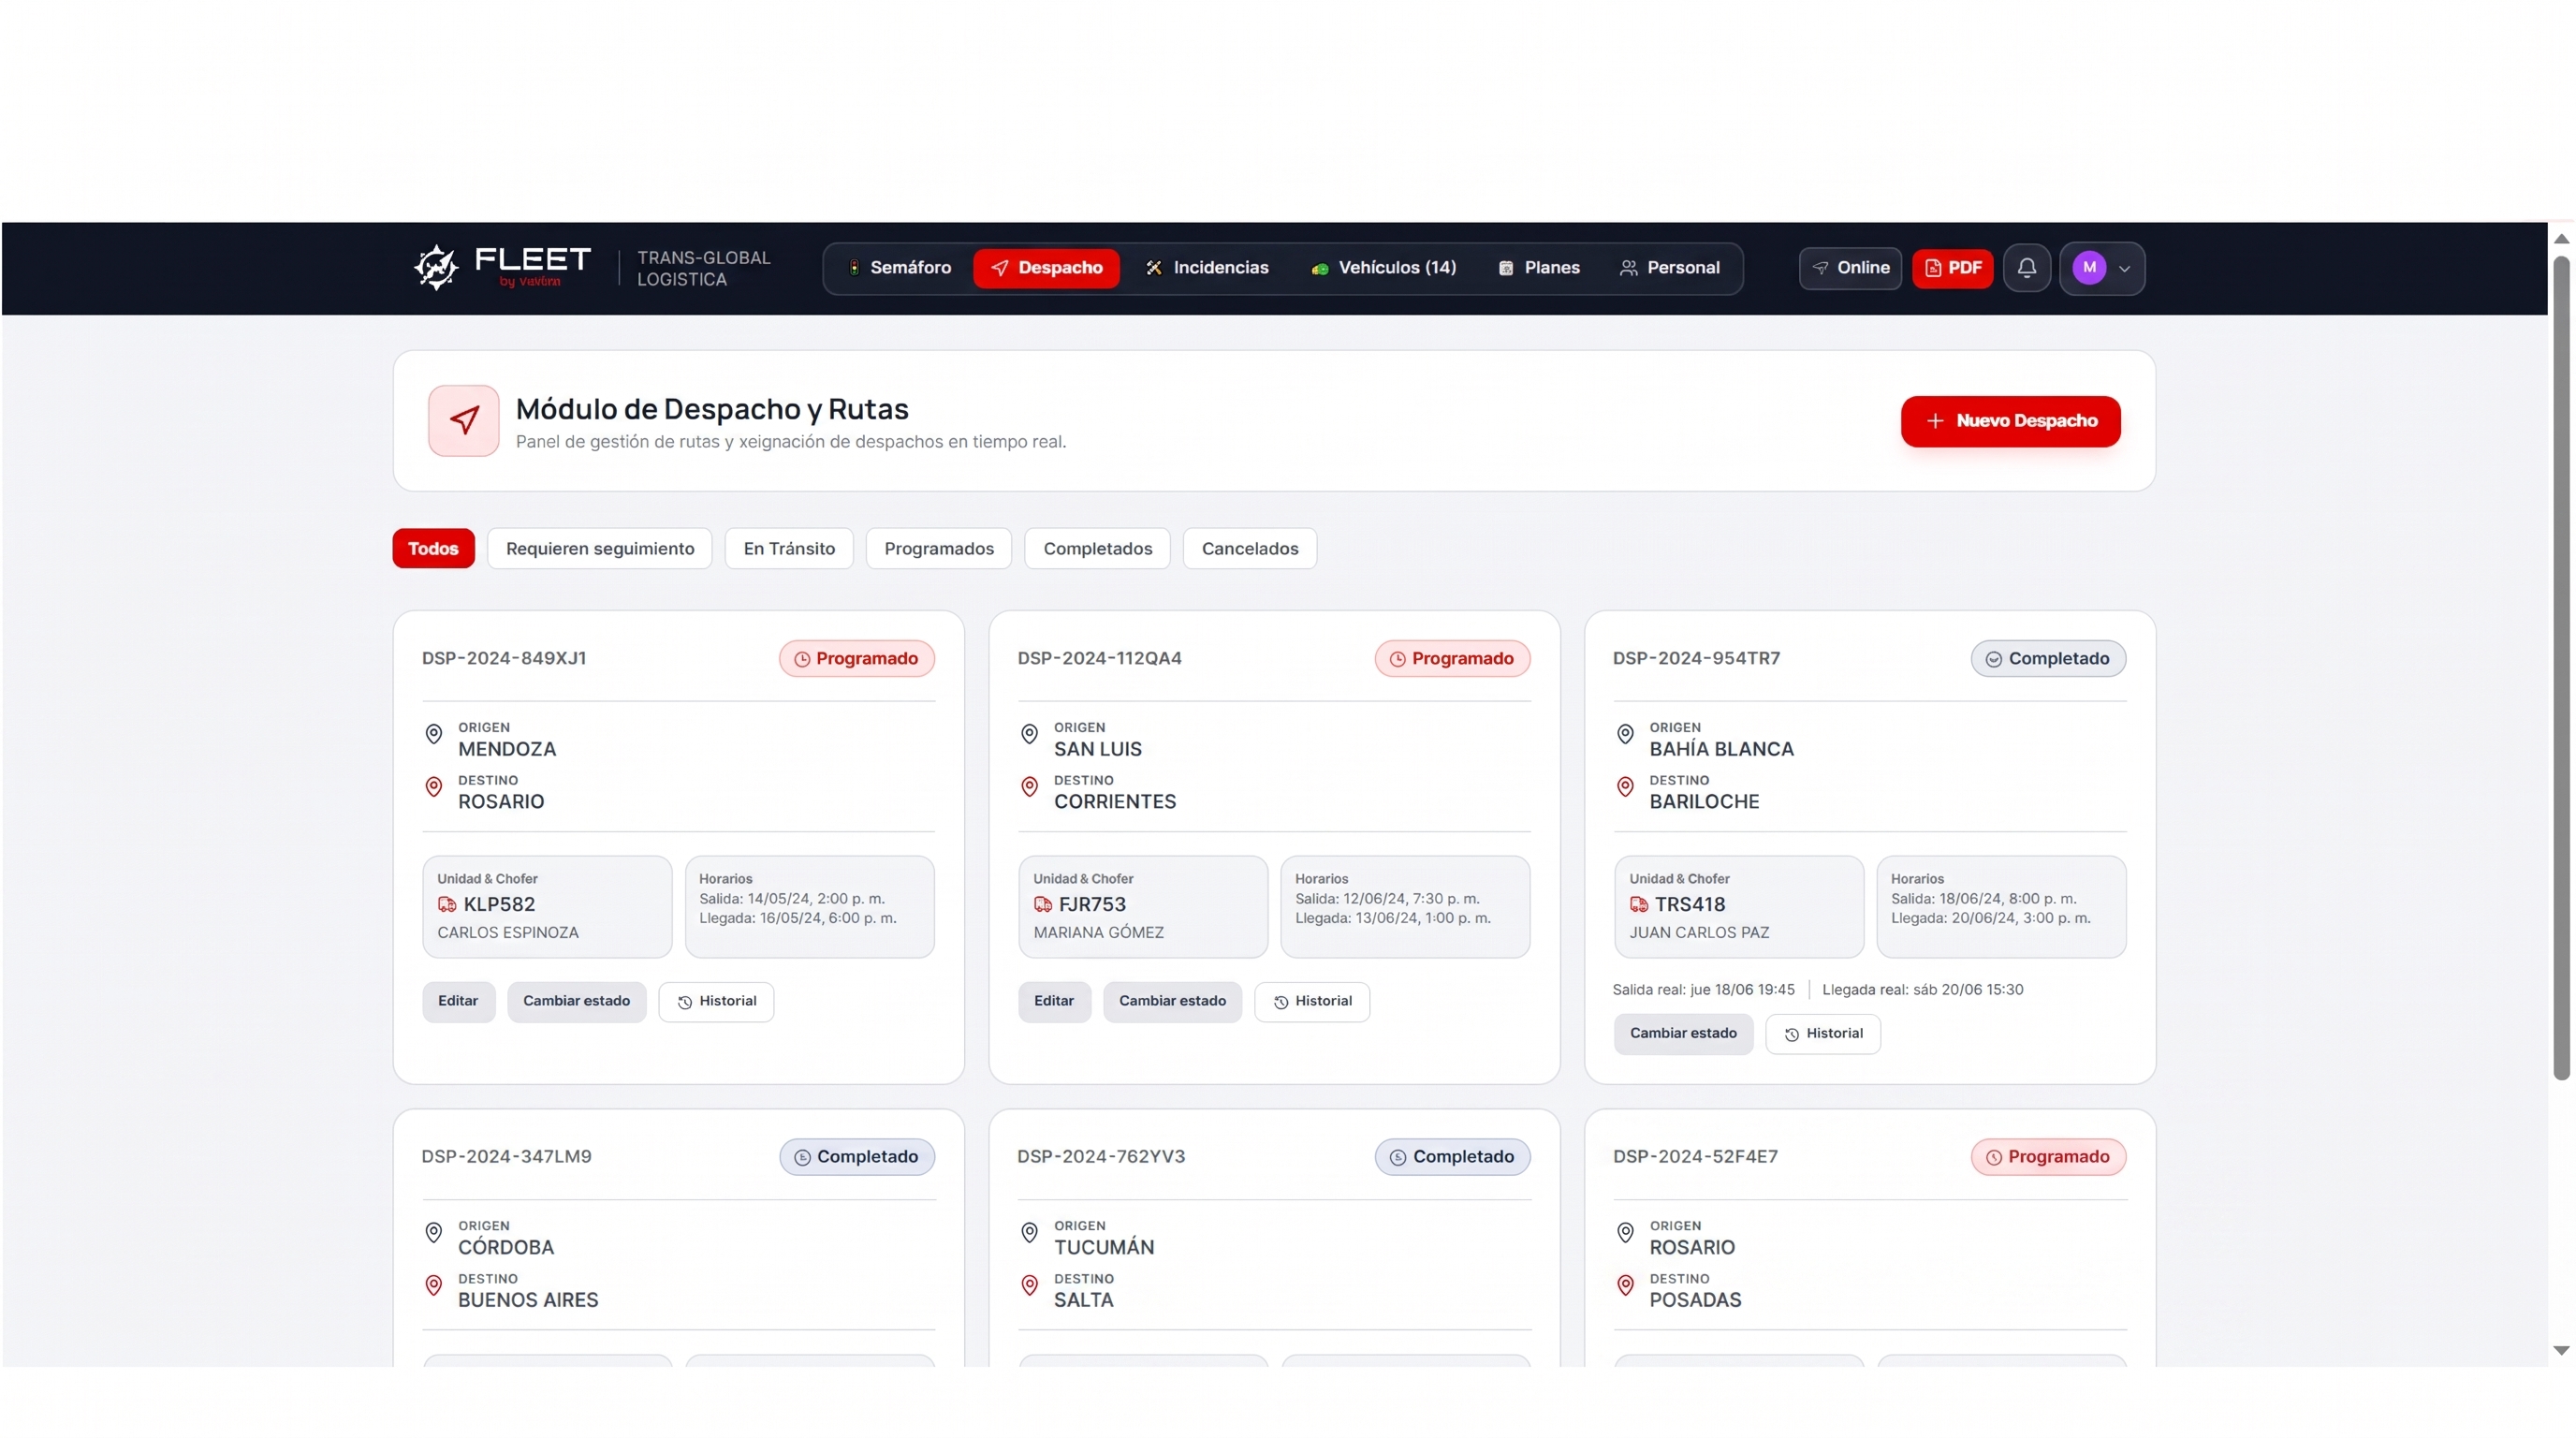 FLEET
by vextira
TRANS-GLOBAL
LOGISTICA
Semáforo
Despacho
Incidencias
Vehículos (14)
Planes
Personal
Online
PDF
M
Módulo de Despacho y Rutas
Panel de gestión de rutas y xeignación de despachos en tiempo real.
Nuevo Despacho
Todos
Requieren seguimiento
En Tránsito
Programados
Completados
Cancelados
DSP-2024-849XJ1
Programado
ORIGEN
MENDOZA
DESTINO
ROSARIO
Unidad & Chofer
KLP582
CARLOS ESPINOZA
Horarios
Salida: 14/05/24, 2:00 p. m.
Llegada: 16/05/24, 6:00 p. m.
Editar
Cambiar estado
Historial
DSP-2024-112QA4
Programado
ORIGEN
SAN LUIS
DESTINO
CORRIENTES
Unidad & Chofer
FJR753
MARIANA GÓMEZ
Horarios
Salida: 12/06/24, 7:30 p. m.
Llegada: 13/06/24, 1:00 p. m.
Editar
Cambiar estado
Historial
DSP-2024-954TR7
Completado
ORIGEN
BAHÍA BLANCA
DESTINO
BARILOCHE
Unidad & Chofer
TRS418
JUAN CARLOS PAZ
Horarios
Salida: 18/06/24, 8:00 p. m.
Llegada: 20/06/24, 3:00 p. m.
Salida real: jue 18/06 19:45
Llegada real: sáb 20/06 15:30
Cambiar estado
Historial
DSP-2024-347LM9
Completado
ORIGEN
CÓRDOBA
DESTINO
BUENOS AIRES
DSP-2024-762YV3
Completado
ORIGEN
TUCUMÁN
DESTINO
SALTA
DSP-2024-52F4E7
Programado
ORIGEN
ROSARIO
DESTINO
POSADAS